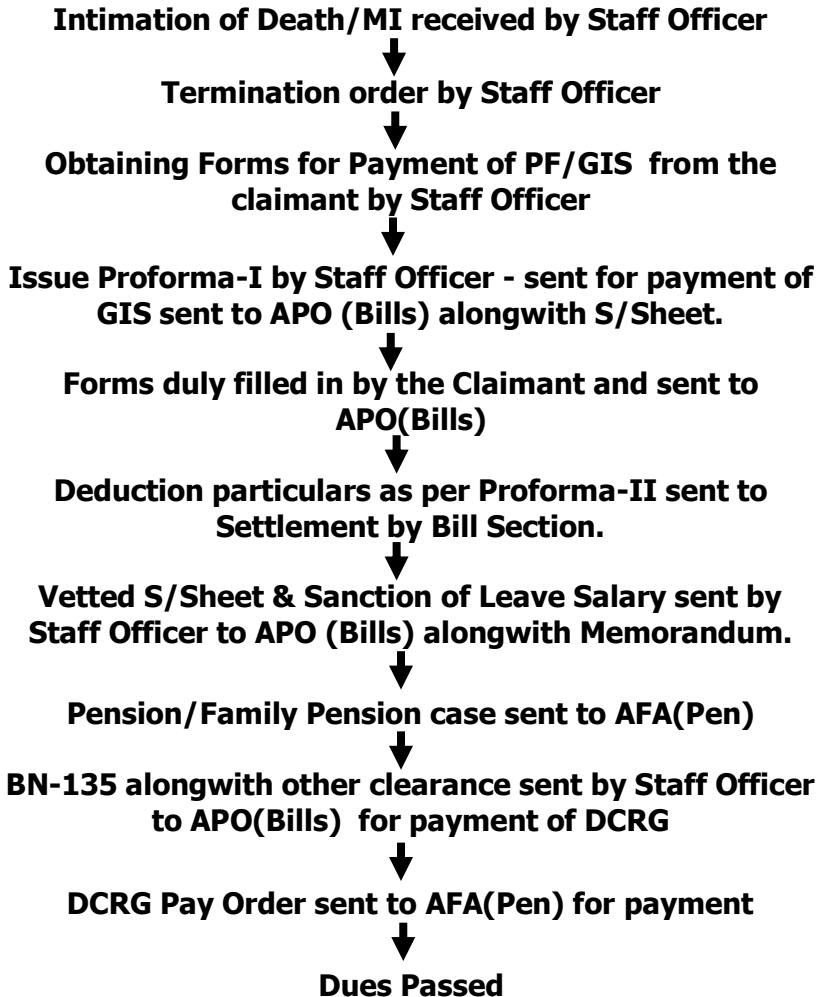 Intimation of Death/MI received by Staff Officer
Termination order by Staff Officer
Obtaining Forms for Payment of PF/GIS from the
claimant by Staff Officer
Issue Proforma-I by Staff Officer - sent for payment of
GIS sent to APO (Bills) alongwith S/Sheet.
Forms duly filled in by the Claimant and sent to
APO(Bills)
Deduction particulars as per Proforma-II sent to
Settlement by Bill Section.
Vetted S/Sheet & Sanction of Leave Salary sent by
Staff Officer to APO (Bills) alongwith Memorandum.
Pension/Family Pension case sent to AFA(Pen)
BN-135 alongwith other clearance sent by Staff Officer
to APO(Bills) for payment of DCRG
DCRG Pay Order sent to AFA(Pen) for payment
Dues Passed